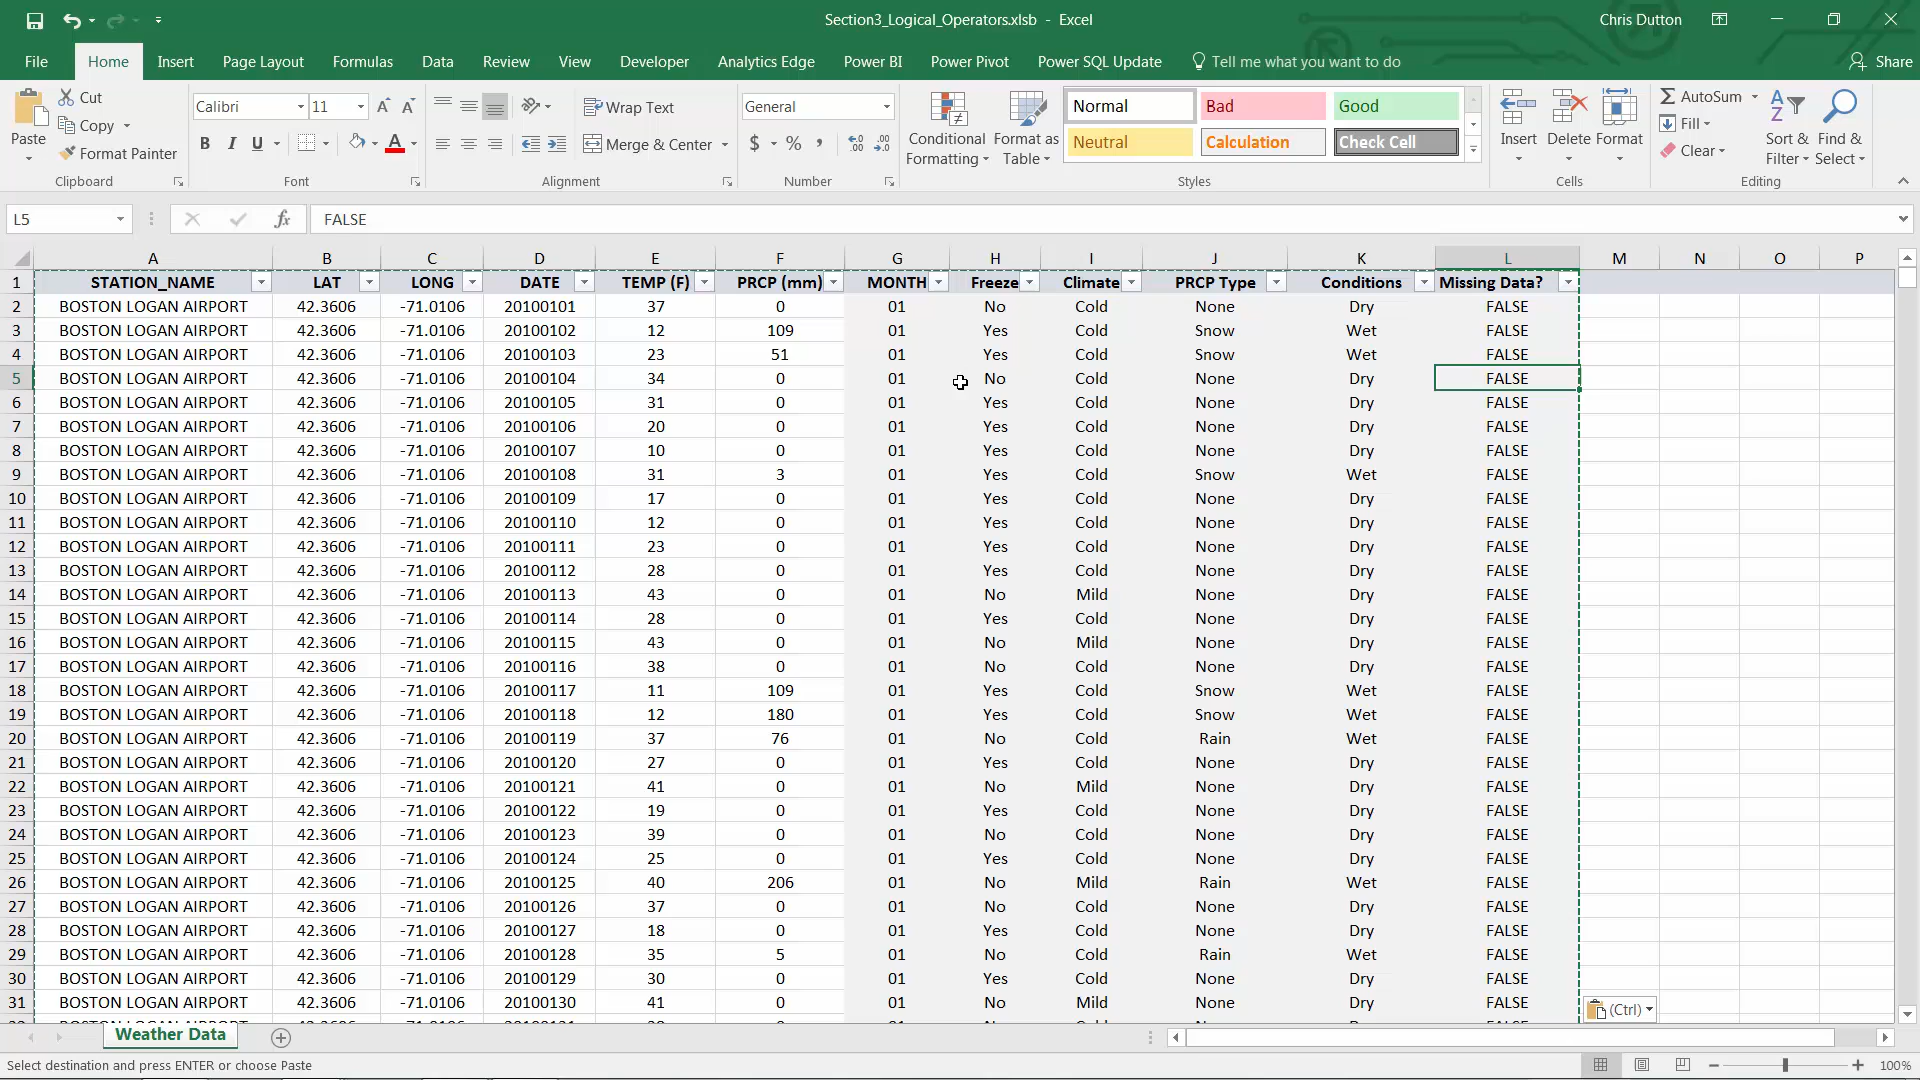 Section3_Logical_Operators.xlsb - Excel
Chris Dutton
File Home Insert Page Layout Formulas Data Review View Developer Analytics Edge Power BI Power Pivot Power SQL Update Tell me what you want to do Share
Paste
Cut
Copy
Format Painter
Clipboard
Calibri 11
B I U
Font
Wrap Text
Merge & Center
Alignment
General
$ % ,
Number
Conditional Formatting
Format as Table
Normal Bad Good
Neutral Calculation Check Cell
Styles
Insert Delete Format
Cells
AutoSum
Fill
Clear
Sort & Filter
Find & Select
Editing
L5 fx FALSE
A B C D E F G H I J K L M N O P
1 STATION_NAME LAT LONG DATE TEMP (F) PRCP (mm) MONTH Freeze Climate PRCP Type Conditions Missing Data?
2 BOSTON LOGAN AIRPORT 42.3606 -71.0106 20100101 37 0 01 No Cold None Dry FALSE
3 BOSTON LOGAN AIRPORT 42.3606 -71.0106 20100102 12 109 01 Yes Cold Snow Wet FALSE
4 BOSTON LOGAN AIRPORT 42.3606 -71.0106 20100103 23 51 01 Yes Cold Snow Wet FALSE
5 BOSTON LOGAN AIRPORT 42.3606 -71.0106 20100104 34 0 01 No Cold None Dry FALSE
6 BOSTON LOGAN AIRPORT 42.3606 -71.0106 20100105 31 0 01 Yes Cold None Dry FALSE
7 BOSTON LOGAN AIRPORT 42.3606 -71.0106 20100106 20 0 01 Yes Cold None Dry FALSE
8 BOSTON LOGAN AIRPORT 42.3606 -71.0106 20100107 10 0 01 Yes Cold None Dry FALSE
9 BOSTON LOGAN AIRPORT 42.3606 -71.0106 20100108 31 3 01 Yes Cold Snow Wet FALSE
10 BOSTON LOGAN AIRPORT 42.3606 -71.0106 20100109 17 0 01 Yes Cold None Dry FALSE
11 BOSTON LOGAN AIRPORT 42.3606 -71.0106 20100110 12 0 01 Yes Cold None Dry FALSE
12 BOSTON LOGAN AIRPORT 42.3606 -71.0106 20100111 23 0 01 Yes Cold None Dry FALSE
13 BOSTON LOGAN AIRPORT 42.3606 -71.0106 20100112 28 0 01 Yes Cold None Dry FALSE
14 BOSTON LOGAN AIRPORT 42.3606 -71.0106 20100113 43 0 01 No Mild None Dry FALSE
15 BOSTON LOGAN AIRPORT 42.3606 -71.0106 20100114 28 0 01 Yes Cold None Dry FALSE
16 BOSTON LOGAN AIRPORT 42.3606 -71.0106 20100115 43 0 01 No Mild None Dry FALSE
17 BOSTON LOGAN AIRPORT 42.3606 -71.0106 20100116 38 0 01 No Cold None Dry FALSE
18 BOSTON LOGAN AIRPORT 42.3606 -71.0106 20100117 11 109 01 Yes Cold Snow Wet FALSE
19 BOSTON LOGAN AIRPORT 42.3606 -71.0106 20100118 12 180 01 Yes Cold Snow Wet FALSE
20 BOSTON LOGAN AIRPORT 42.3606 -71.0106 20100119 37 76 01 No Cold Rain Wet FALSE
21 BOSTON LOGAN AIRPORT 42.3606 -71.0106 20100120 27 0 01 Yes Cold None Dry FALSE
22 BOSTON LOGAN AIRPORT 42.3606 -71.0106 20100121 41 0 01 No Mild None Dry FALSE
23 BOSTON LOGAN AIRPORT 42.3606 -71.0106 20100122 19 0 01 Yes Cold None Dry FALSE
24 BOSTON LOGAN AIRPORT 42.3606 -71.0106 20100123 39 0 01 No Cold None Dry FALSE
25 BOSTON LOGAN AIRPORT 42.3606 -71.0106 20100124 25 0 01 Yes Cold None Dry FALSE
26 BOSTON LOGAN AIRPORT 42.3606 -71.0106 20100125 40 206 01 No Mild Rain Wet FALSE
27 BOSTON LOGAN AIRPORT 42.3606 -71.0106 20100126 37 0 01 No Cold None Dry FALSE
28 BOSTON LOGAN AIRPORT 42.3606 -71.0106 20100127 18 0 01 Yes Cold None Dry FALSE
29 BOSTON LOGAN AIRPORT 42.3606 -71.0106 20100128 35 5 01 No Cold Rain Wet FALSE
30 BOSTON LOGAN AIRPORT 42.3606 -71.0106 20100129 30 0 01 Yes Cold None Dry FALSE
31 BOSTON LOGAN AIRPORT 42.3606 -71.0106 20100130 41 0 01 No Mild None Dry FALSE
(Ctrl)
Weather Data
Select destination and press ENTER or choose Paste
100%